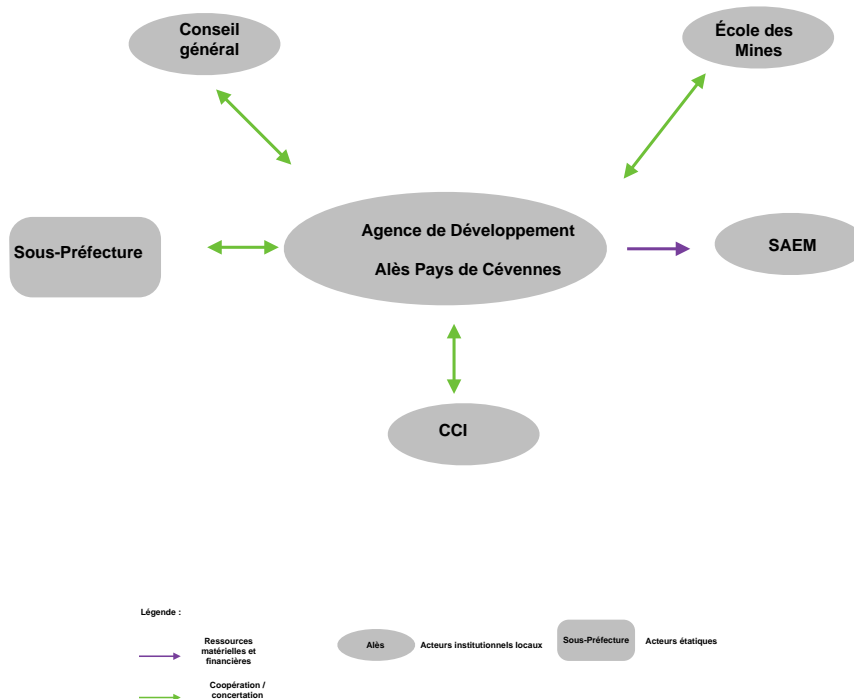 Conseil
général
École des
Mines
Sous-Préfecture
Agence de Développement
Alès Pays de Cévennes
SAEM
CCI
Légende :
Ressources
matérielles et
financières
Alès
Acteurs institutionnels locaux
Sous-Préfecture
Acteurs étatiques
Coopération /
concertation